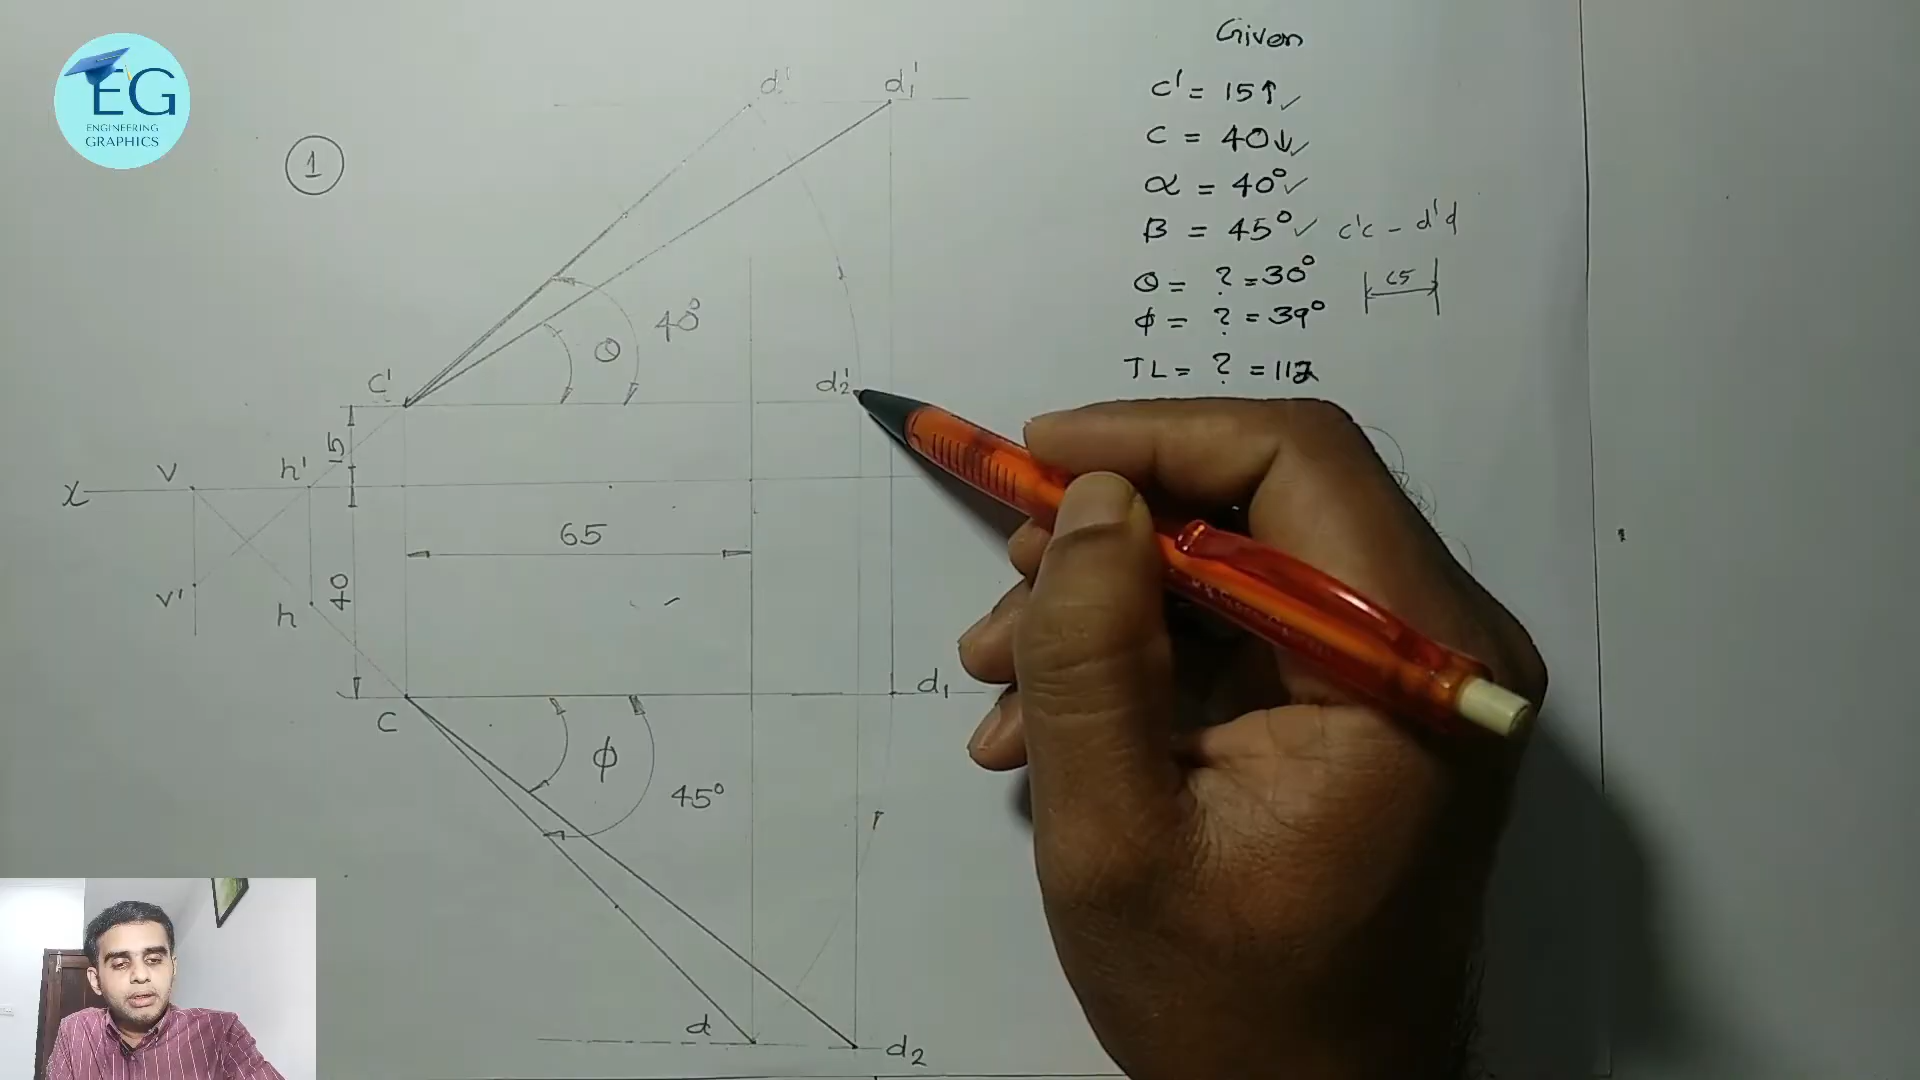 EG
ENGINEERING
GRAPHICS
1
Given
c' = 15↑ ✓
c = 40↓ ✓
α = 40° ✓
β = 45° ✓ c'c - d'd
θ = ? = 30°
65
ϕ = ? = 39°
TL = ? = 112
d' d1'
40°
θ
c' d2'
15
x v h'
65
v' h 40
c d1
ϕ
45°
d d2